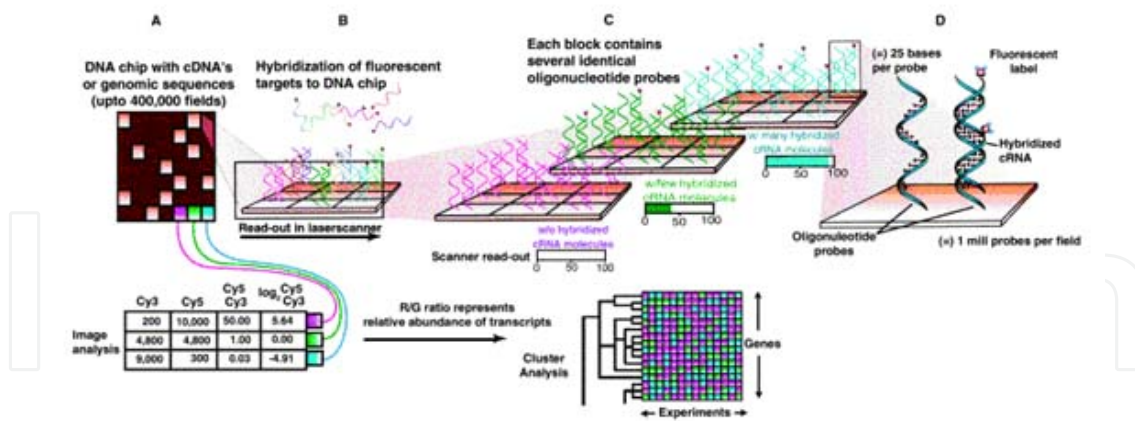 A
B
C
D
DNA chip with cDNA's
or genomic sequences
(upto 400,000 fields)
Hybridization of fluorescent
targets to DNA chip
Each block contains
several identical
oligonucleotide probes
(=) 25 bases
per probe
Fluorescent
label
Hybridized
cRNA
w many hybridized
cRNA molecules
0 50 100
w/few hybridized
cRNA molecules
0 50 100
w/o hybridized
cRNA molecules
Scanner read-out
0 50 100
Read-out in laserscanner
Oligonuleotide
probes
(=) 1 mill probes per field
Image
analysis
Cy3 Cy5 Cy5 Cy3 log2 Cy5 Cy3
200 10,000 50.00 5.64
4,800 4,800 1.00 0.00
9,000 300 0.03 -4.91
R/G ratio represents
relative abundance of transcripts
Cluster
Analysis
Genes
Experiments